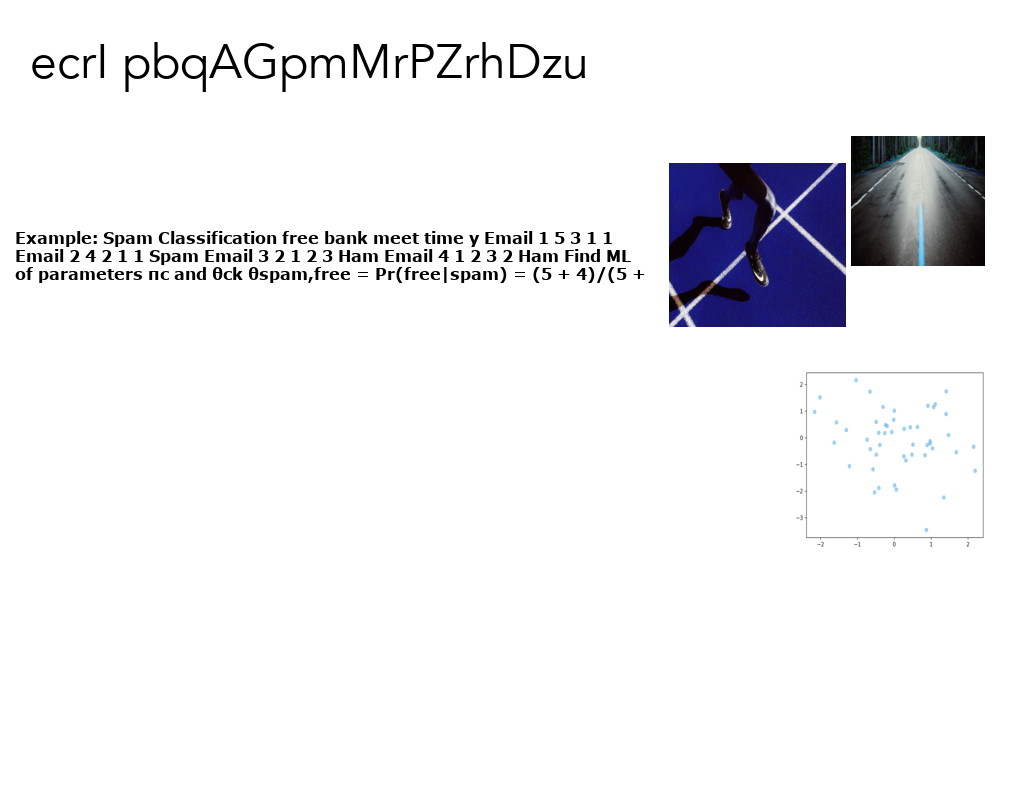 ecrI pbqAGpmMrPZrhDzu
Example: Spam Classification free bank meet time y Email 1 5 3 1 1
Email 2 4 2 1 1 Spam Email 3 2 1 2 3 Ham Email 4 1 2 3 2 Ham Find ML
of parameters πc and θck θspam,free = Pr(free|spam) = (5 + 4)/(5 +
2
1
0
−1
−2
−3
−2 −1 0 1 2